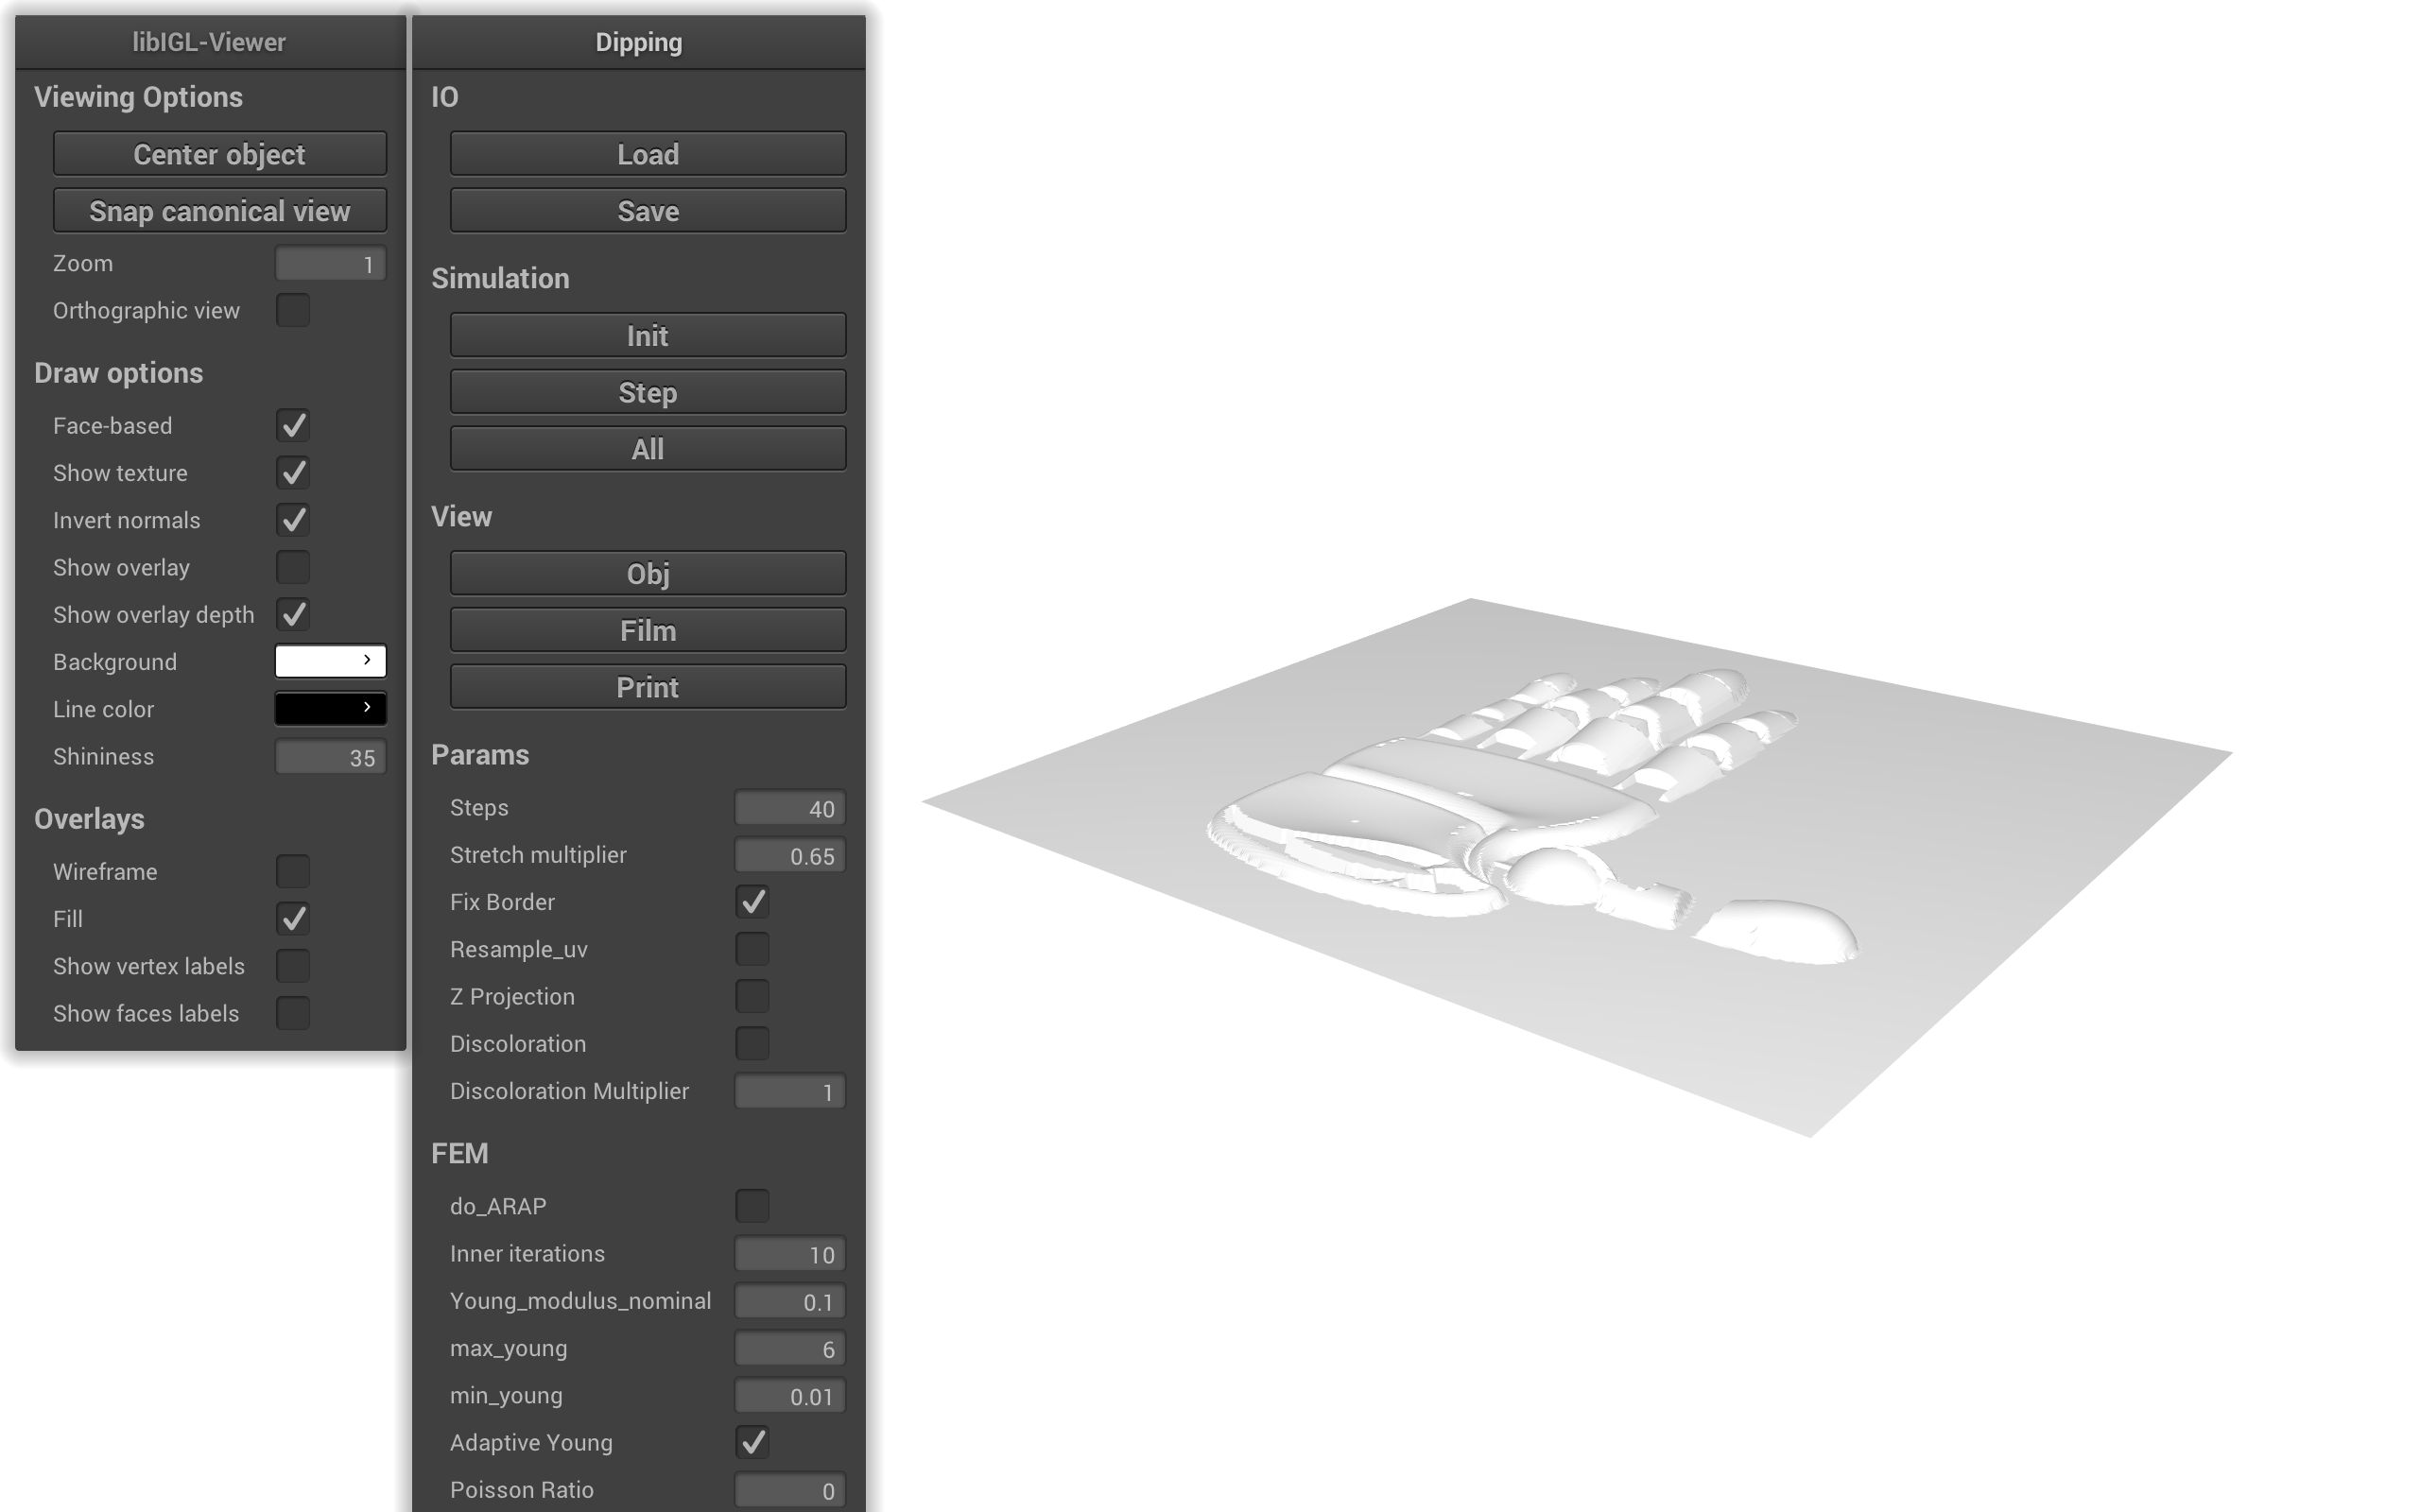 libIGL-Viewer
Viewing Options
Center object
Snap canonical view
Zoom 1
Orthographic view
Draw options
Face-based
Show texture
Invert normals
Show overlay
Show overlay depth
Background
Line color
Shininess 35
Overlays
Wireframe
Fill
Show vertex labels
Show faces labels
Dipping
IO
Load
Save
Simulation
Init
Step
All
View
Obj
Film
Print
Params
Steps 40
Stretch multiplier 0.65
Fix Border
Resample_uv
Z Projection
Discoloration
Discoloration Multiplier 1
FEM
do_ARAP
Inner iterations 10
Young_modulus_nominal 0.1
max_young 6
min_young 0.01
Adaptive Young
Poisson Ratio 0